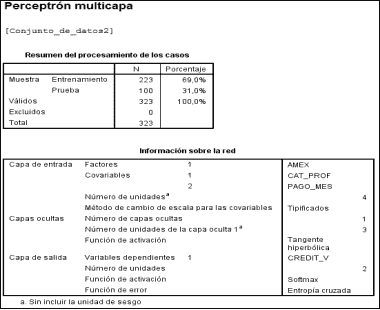 Perceptrón multicapa
[Conjunto_de_datos2]
Resumen del procesamiento de los casos
N Porcentaje
Muestra Entrenamiento 223 69,0%
Prueba 100 31,0%
Válidos 323 100,0%
Excluidos 0
Total 323
Información sobre la red
Capa de entrada Factores 1 AMEX
Covariables 1 CAT_PROF
2 PAGO_MES
Número de unidadesa 4
Método de cambio de escala para las covariables Tipificados
Capas ocultas Número de capas ocultas 1
Número de unidades de la capa oculta 1a 3
Función de activación Tangente hiperbólica
Capa de salida Variables dependientes 1 CREDIT_V
Número de unidades 2
Función de activación Softmax
Función de error Entropía cruzada
a. Sin incluir la unidad de sesgo